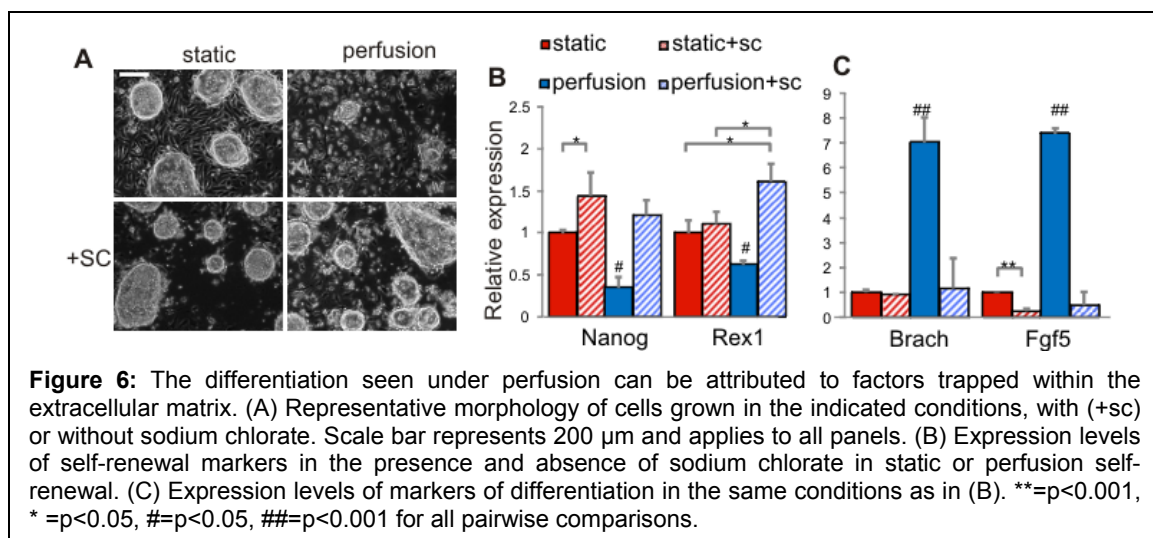 A
static
perfusion
+SC
static
static+sc
perfusion
perfusion+sc
B
C
Relative expression
2.5
2
1.5
1
0.5
0
*
#
*
*
#
Nanog
Rex1
9
8
7
6
5
4
3
2
1
0
##
**
##
Brach
Fgf5
Figure 6: The differentiation seen under perfusion can be attributed to factors trapped within the
extracellular matrix. (A) Representative morphology of cells grown in the indicated conditions, with (+sc)
or without sodium chlorate. Scale bar represents 200 µm and applies to all panels. (B) Expression levels
of self-renewal markers in the presence and absence of sodium chlorate in static or perfusion self-
renewal. (C) Expression levels of markers of differentiation in the same conditions as in (B). **=p<0.001,
* =p<0.05, #=p<0.05, ##=p<0.001 for all pairwise comparisons.